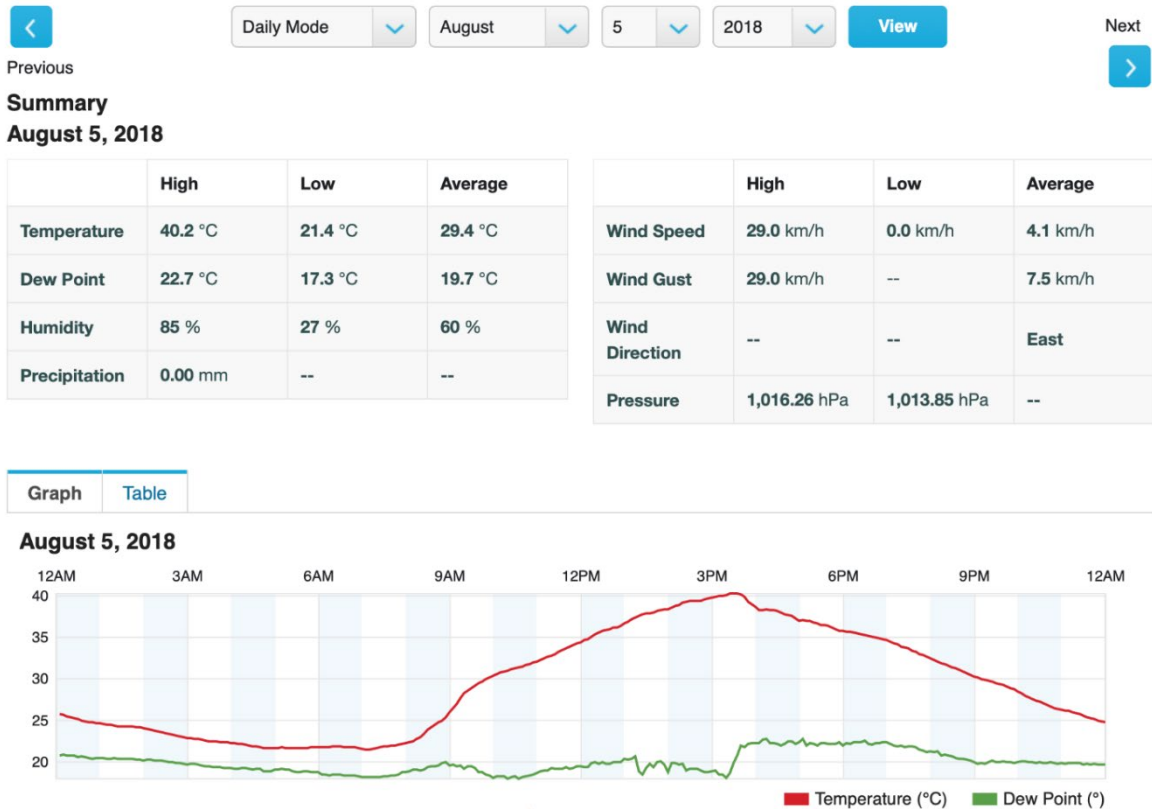 Daily Mode August 5 2018 View Next
Previous
Summary
August 5, 2018
High Low Average
Temperature 40.2 °C 21.4 °C 29.4 °C
Dew Point 22.7 °C 17.3 °C 19.7 °C
Humidity 85 % 27 % 60 %
Precipitation 0.00 mm -- --
High Low Average
Wind Speed 29.0 km/h 0.0 km/h 4.1 km/h
Wind Gust 29.0 km/h -- 7.5 km/h
Wind
Direction -- -- East
Pressure 1,016.26 hPa 1,013.85 hPa --
Graph Table
August 5, 2018
12AM 3AM 6AM 9AM 12PM 3PM 6PM 9PM 12AM
40
35
30
25
20
Temperature (°C) Dew Point (°)